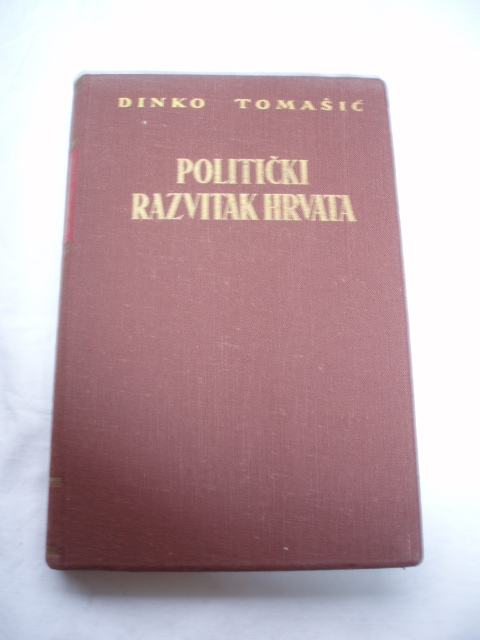 DINKO TOMAŠIĆ
POLITIČKI
RAZVITAK HRVATA